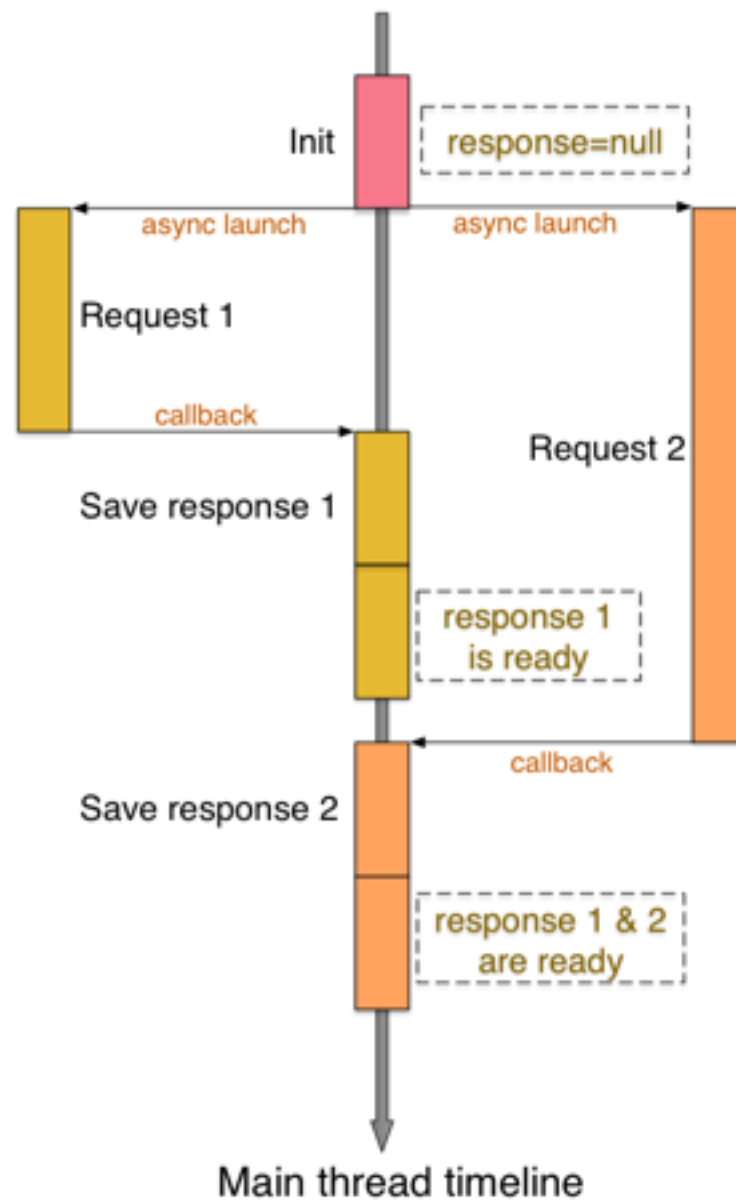 Init
response=null
async launch
async launch
Request 1
callback
Request 2
Save response 1
response 1
is ready
callback
Save response 2
response 1 & 2
are ready
Main thread timeline